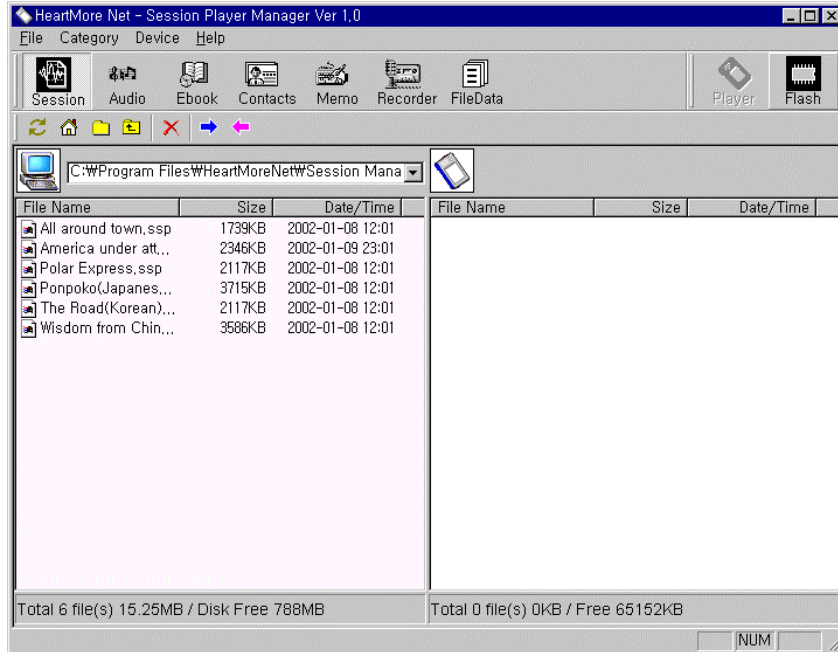 HeartMore Net - Session Player Manager Ver 1.0
File Category Device Help
Session Audio Ebook Contacts Memo Recorder FileData Player Flash
C:₩Program Files₩HeartMoreNet₩Session Mana
File Name Size Date/Time File Name Size Date/Time
All around town.ssp 1739KB 2002-01-08 12:01
America under att... 2346KB 2002-01-09 23:01
Polar Express.ssp 2117KB 2002-01-08 12:01
Ponpoko(Japanes... 3715KB 2002-01-08 12:01
The Road(Korean)... 2117KB 2002-01-08 12:01
Wisdom from Chin... 3586KB 2002-01-08 12:01
Total 6 file(s) 15.25MB / Disk Free 788MB Total 0 file(s) 0KB / Free 65152KB
NUM